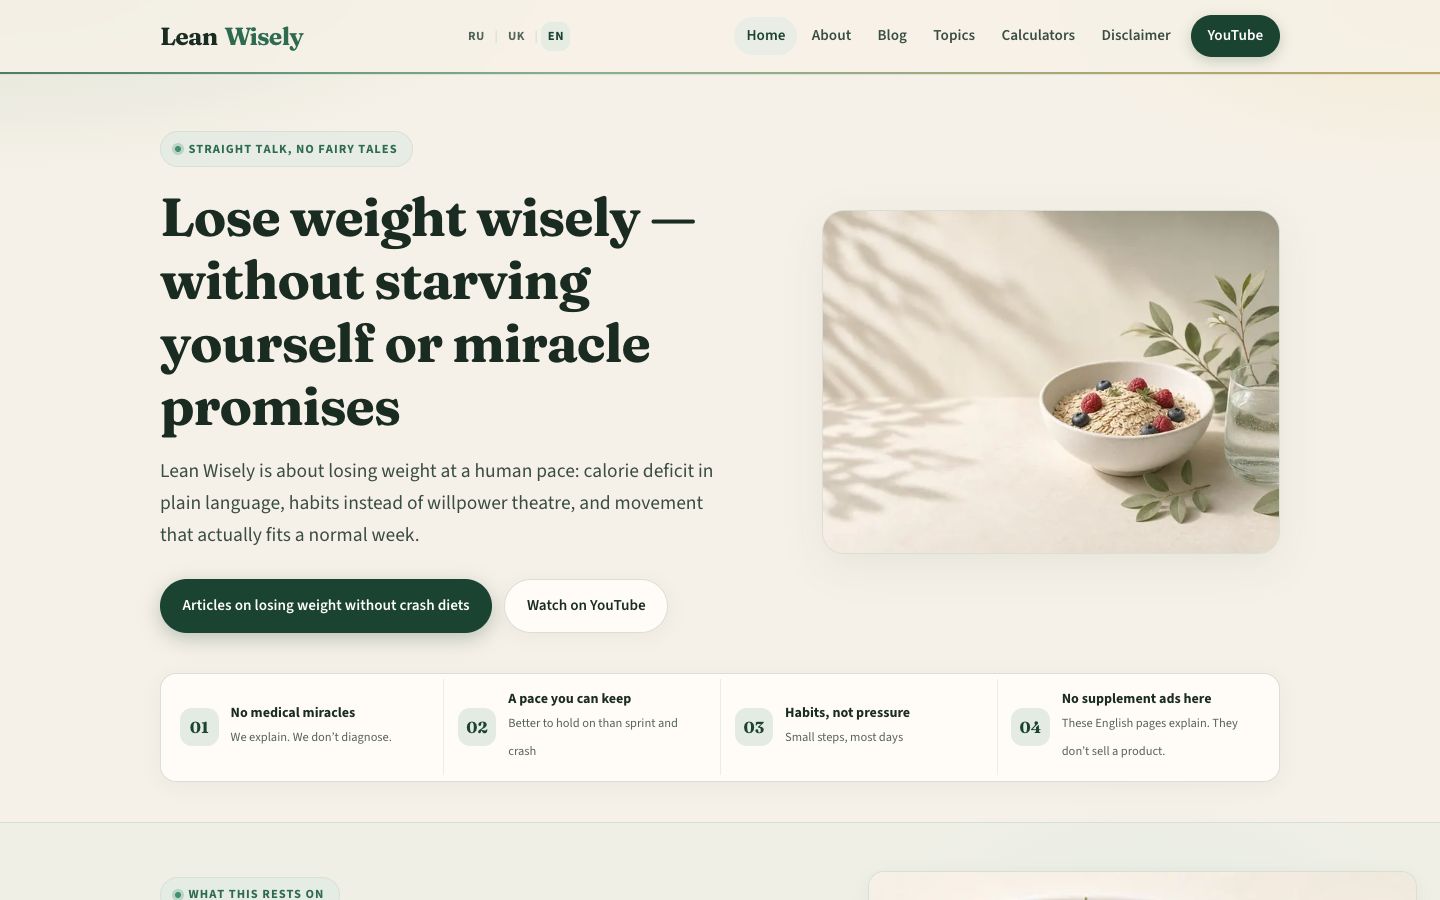 Lean Wisely
RU UK EN
Home About Blog Topics Calculators Disclaimer YouTube
STRAIGHT TALK, NO FAIRY TALES
Lose weight wisely —
without starving
yourself or miracle
promises
Lean Wisely is about losing weight at a human pace: calorie deficit in
plain language, habits instead of willpower theatre, and movement
that actually fits a normal week.
Articles on losing weight without crash diets
Watch on YouTube
01
No medical miracles
We explain. We don’t diagnose.
02
A pace you can keep
Better to hold on than sprint and
crash
03
Habits, not pressure
Small steps, most days
04
No supplement ads here
These English pages explain. They
don’t sell a product.
WHAT THIS RESTS ON